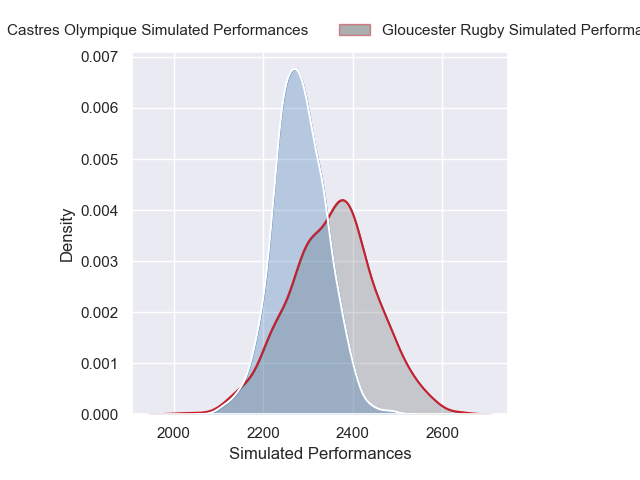 Castres Olympique Simulated Performances Gloucester Rugby Simulated Performa
0.007
0.006
0.005
0.004
0.003
0.002
0.001
0.000
Density
2000 2200 2400 2600
Simulated Performances